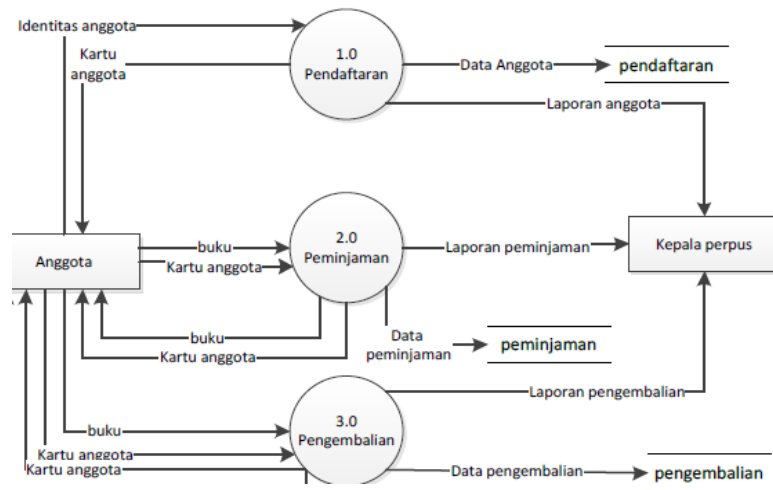 Identitas anggota
Kartu
anggota
1.0
Pendaftaran
Data Anggota
pendaftaran
Laporan anggota
Anggota
buku
Kartu anggota
2.0
Peminjaman
Laporan peminjaman
Kepala perpus
buku
Kartu anggota
Data
peminjaman
peminjaman
Laporan pengembalian
3.0
Pengembalian
buku
Kartu anggota
Kartu anggota
Data pengembalian
pengembalian